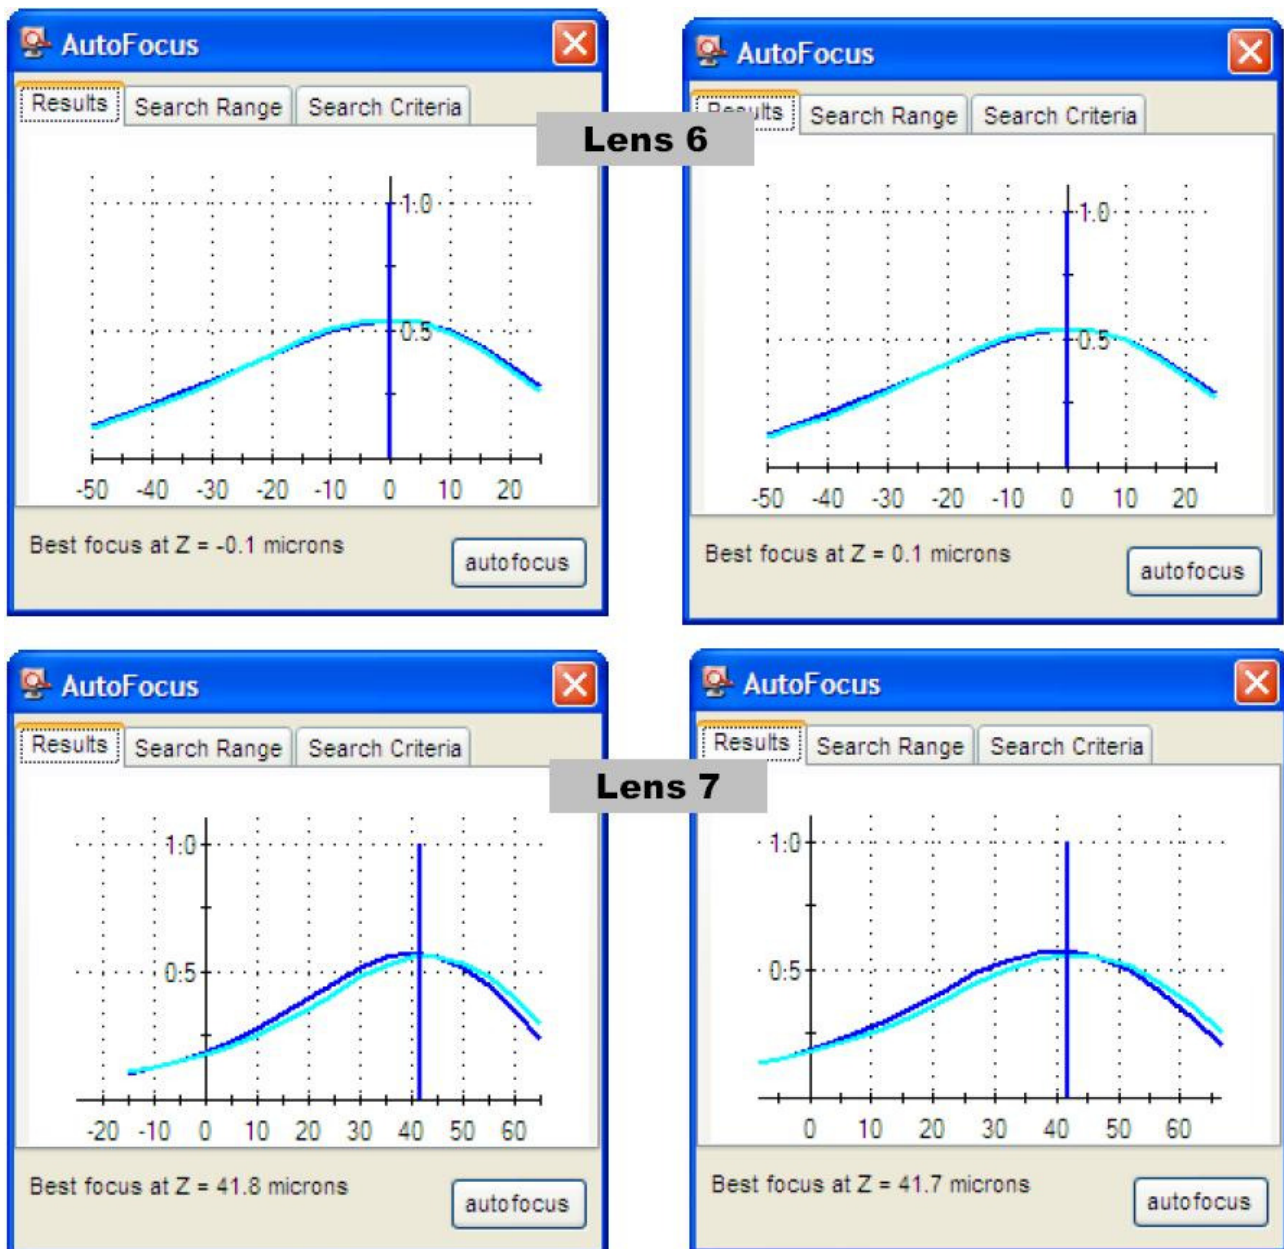 AutoFocus
Results Search Range Search Criteria
1.0
0.5
-50 -40 -30 -20 -10 0 10 20
Best focus at Z = -0.1 microns
autofocus
AutoFocus
Results Search Range Search Criteria
1.0
0.5
-50 -40 -30 -20 -10 0 10 20
Best focus at Z = 0.1 microns
autofocus
Lens 6
AutoFocus
Results Search Range Search Criteria
1.0
0.5
-20 -10 0 10 20 30 40 50 60
Best focus at Z = 41.8 microns
autofocus
AutoFocus
Results Search Range Search Criteria
1.0
0.5
0 10 20 30 40 50 60
Best focus at Z = 41.7 microns
autofocus
Lens 7